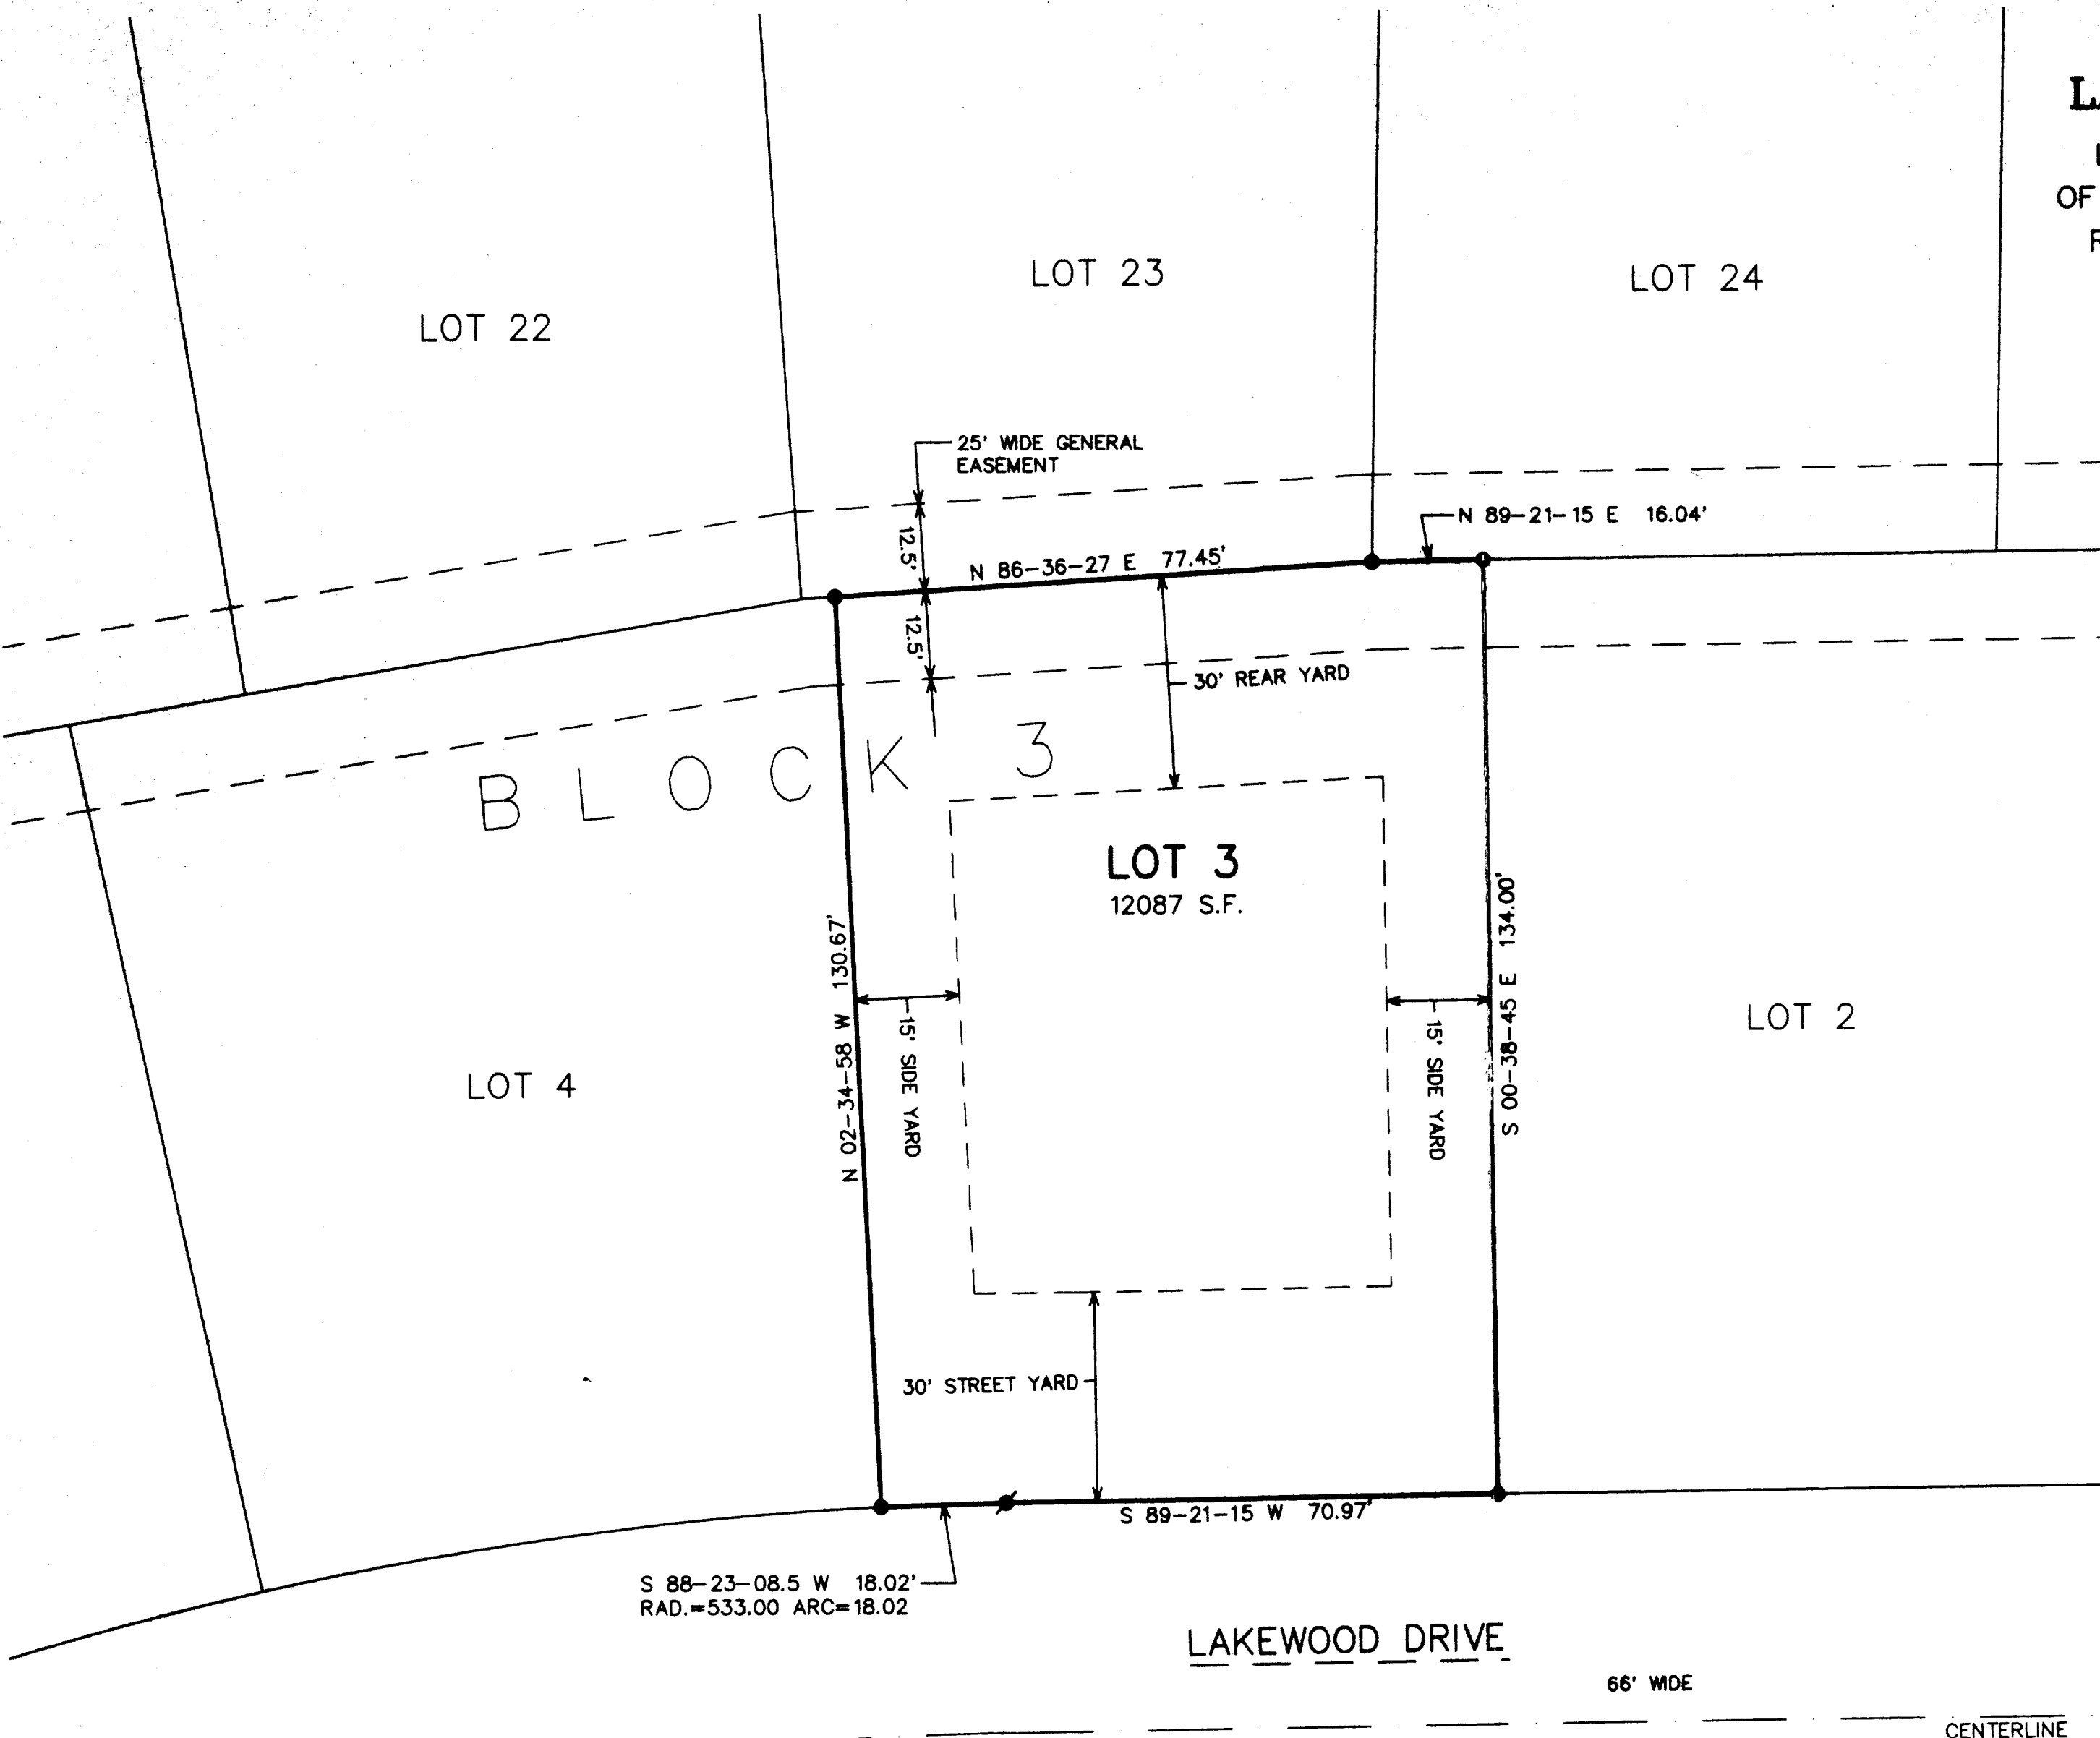 LOT 22
LOT 23
LOT 24
OF
25' WIDE GENERAL
EASEMENT
12.5'
12.5'
N 86-36-27 E 77.45'
N 89-21-15 E 16.04'
30' REAR YARD
BLOCK 3
LOT 3
12087 S.F.
N 02-34-58 W 130.67'
15' SIDE YARD
15' SIDE YARD
S 00-38-45 E 134.00'
LOT 4
LOT 2
30' STREET YARD
S 89-21-15 W 70.97'
S 88-23-08.5 W 18.02'
RAD.=533.00 ARC=18.02
LAKEWOOD DRIVE
66' WIDE
CENTERLINE